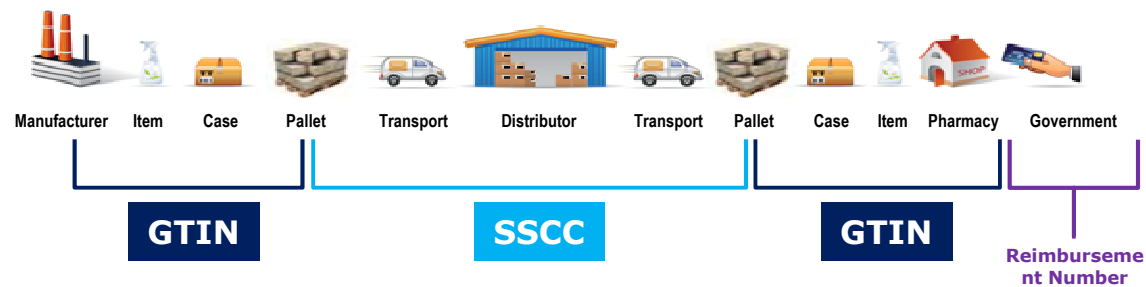 SHOP
Manufacturer Item Case Pallet Transport Distributor Transport Pallet Case Item Pharmacy Government
GTIN SSCC GTIN
Reimburseme
nt Number